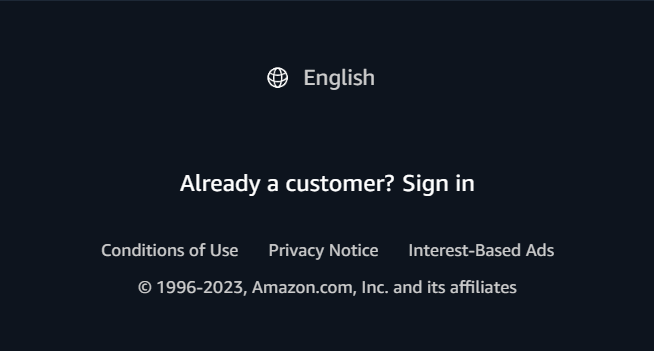 English
Already a customer? Sign in
Conditions of Use Privacy Notice Interest-Based Ads
© 1996-2023, Amazon.com, Inc. and its affiliates